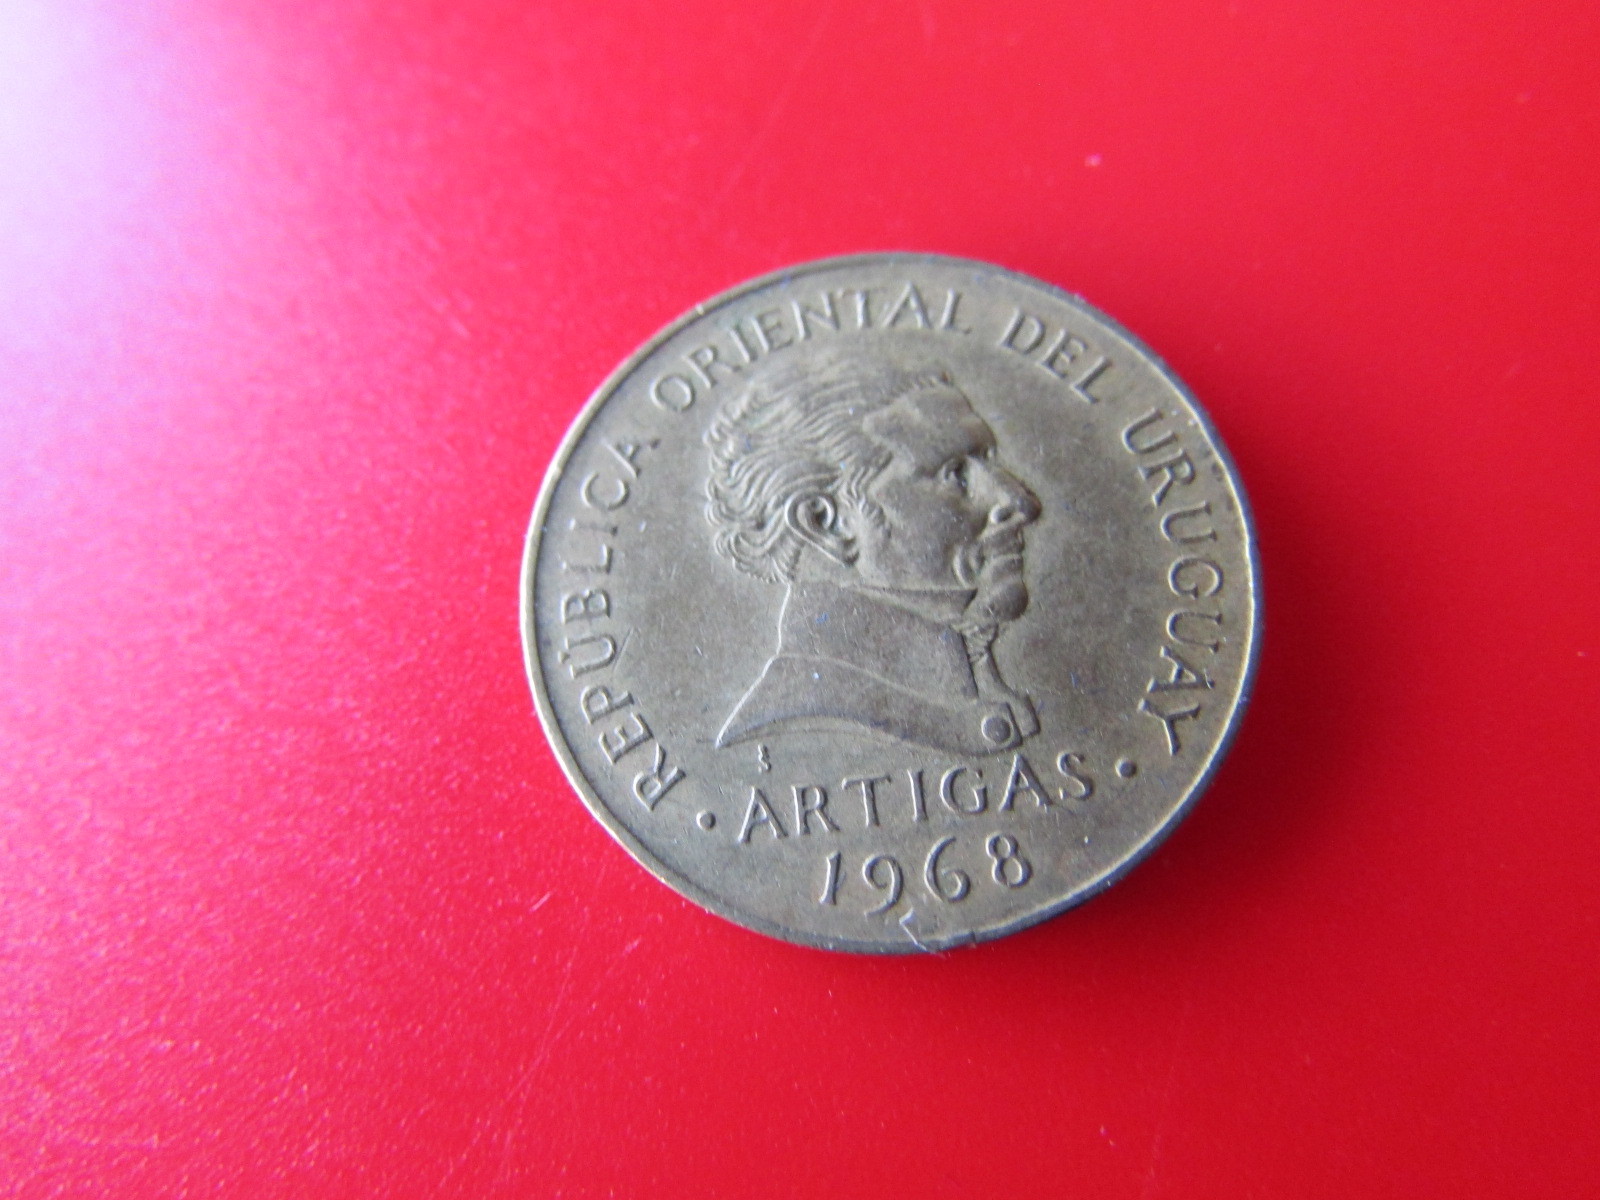 · REPÚBLICA ORIENTAL DEL URUGUAY ·
ARTIGAS
1968